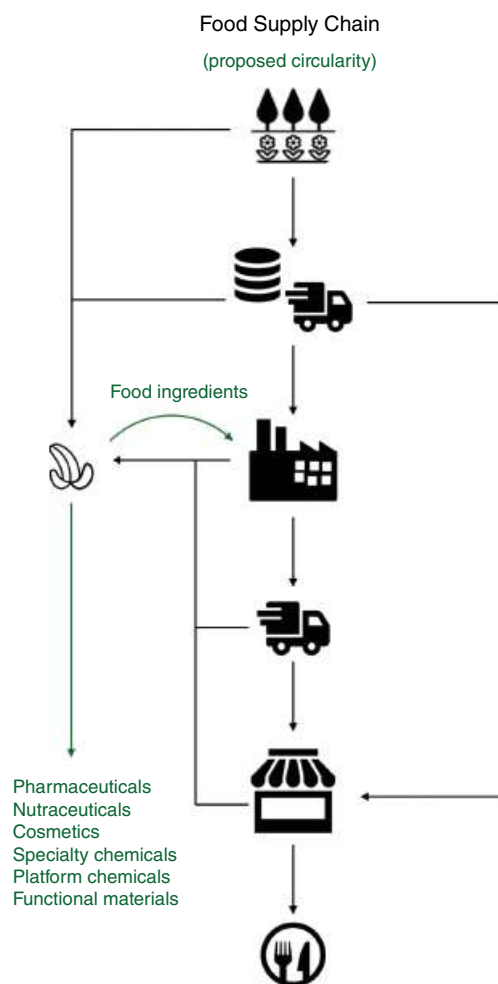 Food Supply Chain
(proposed circularity)
Food ingredients
Pharmaceuticals
Nutraceuticals
Cosmetics
Specialty chemicals
Platform chemicals
Functional materials